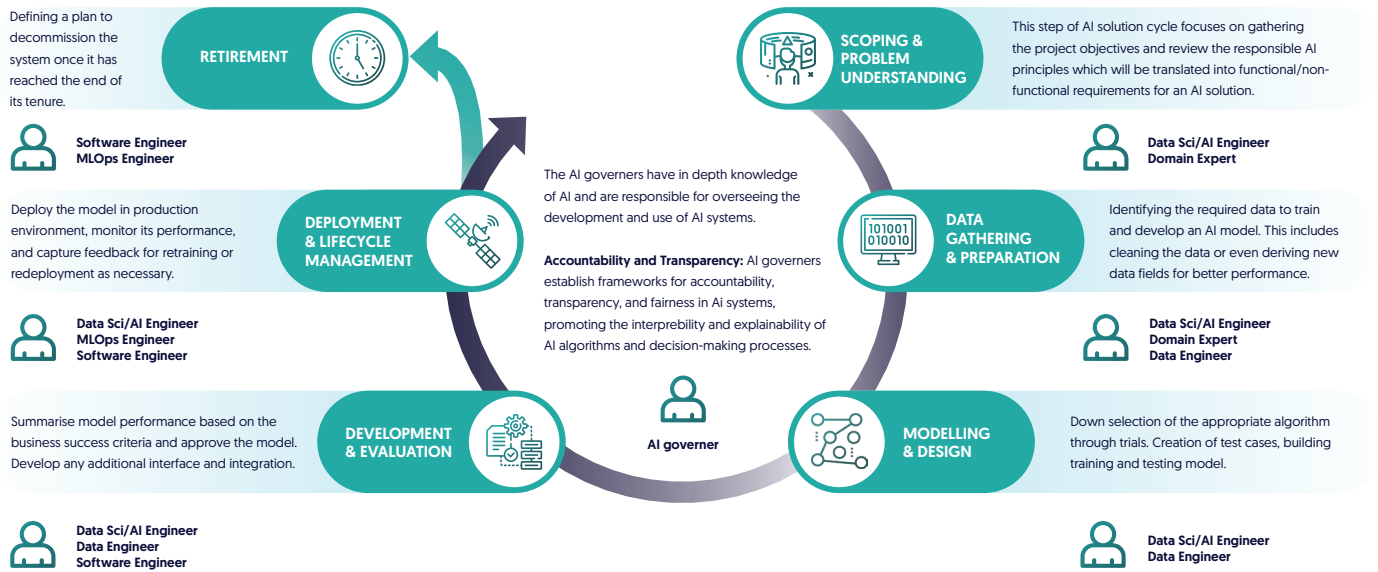 Defining a plan to
decommission the
system once it has
reached the end of
its tenure.
RETIREMENT
Software Engineer
MLOps Engineer
SCOPING &
PROBLEM
UNDERSTANDING
This step of AI solution cycle focuses on gathering
the project objectives and review the responsible AI
principles which will be translated into functional/non-
functional requirements for an AI solution.
Data Sci/AI Engineer
Domain Expert
The AI governers have in depth knowledge
of AI and are responsible for overseeing the
development and use of AI systems.
Accountability and Transparency: AI governers
establish frameworks for accountability,
transparency, and fairness in Ai systems,
promoting the interprebility and explainability of
AI algorithms and decision-making processes.
AI governer
Deploy the model in production
environment, monitor its performance,
and capture feedback for retraining or
redeployment as necessary.
DEPLOYMENT
& LIFECYCLE
MANAGEMENT
Data Sci/AI Engineer
MLOps Engineer
Software Engineer
101001
010010
DATA
GATHERING
& PREPARATION
Identifying the required data to train
and develop an AI model. This includes
cleaning the data or even deriving new
data fields for better performance.
Data Sci/AI Engineer
Domain Expert
Data Engineer
Summarise model performance based on the
business success criteria and approve the model.
Develop any additional interface and integration.
DEVELOPMENT
& EVALUATION
Data Sci/AI Engineer
Data Engineer
Software Engineer
MODELLING
& DESIGN
Down selection of the appropriate algorithm
through trials. Creation of test cases, building
training and testing model.
Data Sci/AI Engineer
Data Engineer